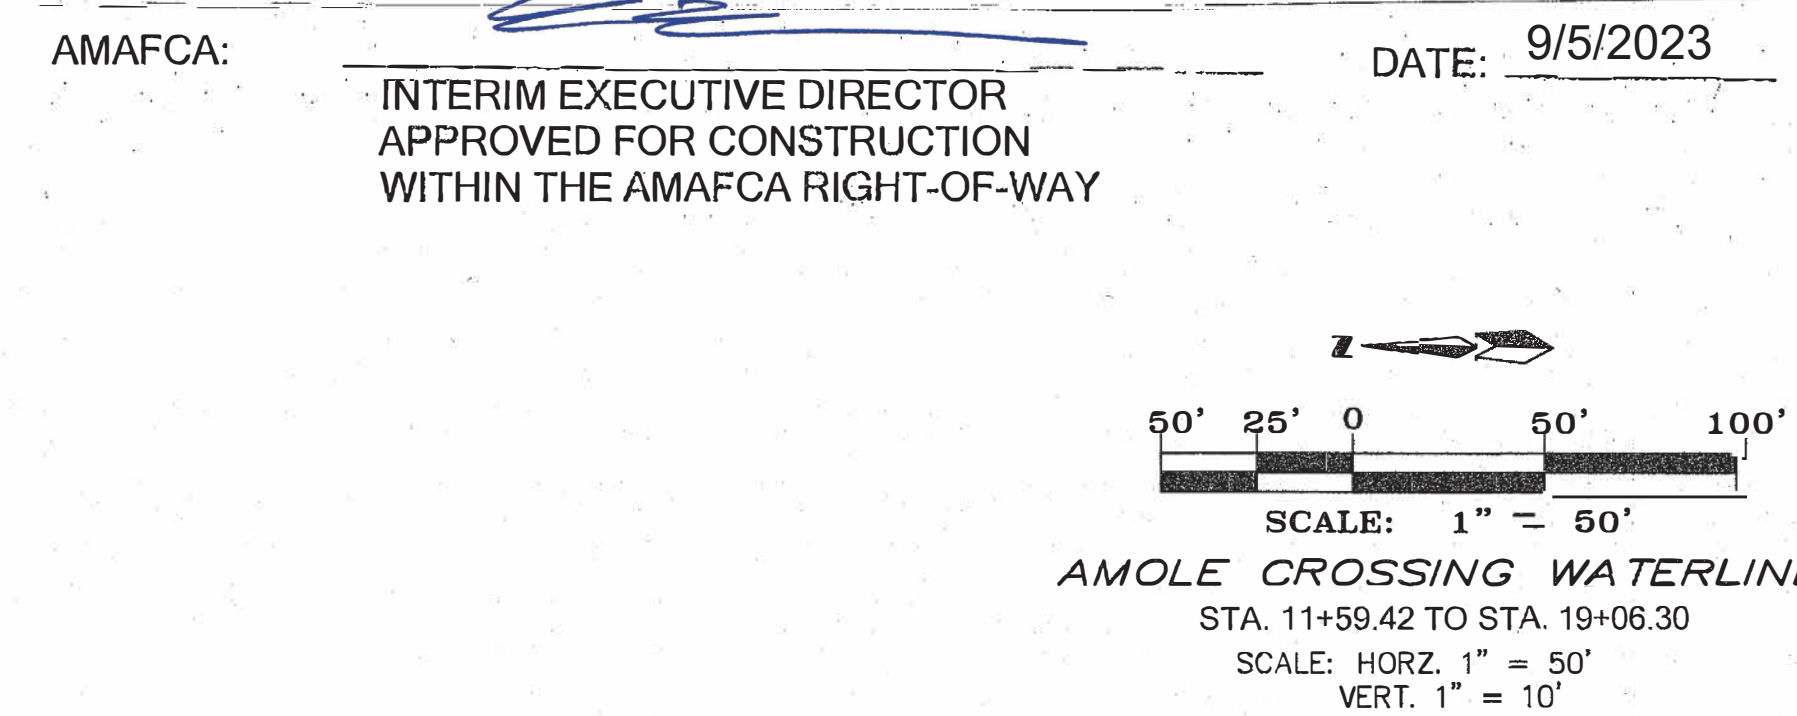 AMAFCA: DATE: 9/5/2023
INTERIM EXECUTIVE DIRECTOR
APPROVED FOR CONSTRUCTION
WITHIN THE AMAFCA RIGHT-OF-WAY
N
50' 25' 0 50' 100'
SCALE: 1" = 50'
AMOLE CROSSING WATERLINE
STA. 11+59.42 TO STA. 19+06.30
SCALE: HORZ. 1" = 50'
VERT. 1" = 10'